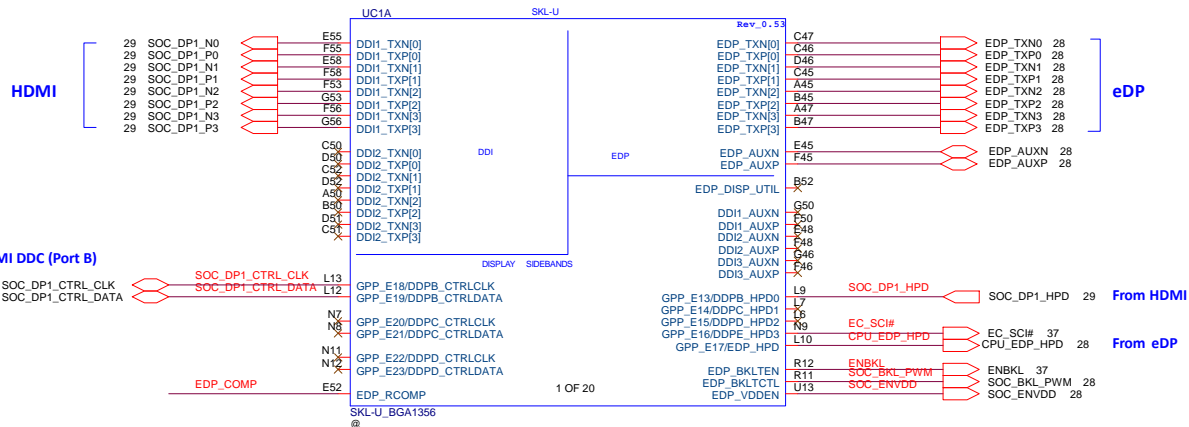 UC1A
SKL-U
Rev_0.53
HDMI
29 SOC_DP1_N0 E55 DDI1_TXN[0]
29 SOC_DP1_P0 F55 DDI1_TXP[0]
29 SOC_DP1_N1 E58 DDI1_TXN[1]
29 SOC_DP1_P1 F58 DDI1_TXP[1]
29 SOC_DP1_N2 F53 DDI1_TXN[2]
29 SOC_DP1_P2 G53 DDI1_TXP[2]
29 SOC_DP1_N3 F56 DDI1_TXN[3]
29 SOC_DP1_P3 G56 DDI1_TXP[3]
C50 DDI2_TXN[0]
D50 DDI2_TXP[0]
C52 DDI2_TXN[1]
D52 DDI2_TXP[1]
A50 DDI2_TXN[2]
B50 DDI2_TXP[2]
D51 DDI2_TXN[3]
C51 DDI2_TXP[3]
DDI
EDP
EDP_TXN[0] C47 EDP_TXN0 28
EDP_TXP[0] C46 EDP_TXP0 28
EDP_TXN[1] D46 EDP_TXN1 28
EDP_TXP[1] C45 EDP_TXP1 28
EDP_TXN[2] A45 EDP_TXN2 28
EDP_TXP[2] B45 EDP_TXP2 28
EDP_TXN[3] A47 EDP_TXN3 28
EDP_TXP[3] B47 EDP_TXP3 28
eDP
EDP_AUXN E45 EDP_AUXN 28
EDP_AUXP F45 EDP_AUXP 28
EDP_DISP_UTIL B52
DDI1_AUXN G50
DDI1_AUXP F50
DDI2_AUXN E48
DDI2_AUXP F48
DDI3_AUXN G46
DDI3_AUXP F46
DISPLAY SIDEBANDS
MI DDC (Port B)
SOC_DP1_CTRL_CLK SOC_DP1_CTRL_CLK L13 GPP_E18/DDPB_CTRLCLK
SOC_DP1_CTRL_DATA SOC_DP1_CTRL_DATA L12 GPP_E19/DDPB_CTRLDATA
N7 GPP_E20/DDPC_CTRLCLK
N8 GPP_E21/DDPC_CTRLDATA
N11 GPP_E22/DDPD_CTRLCLK
N12 GPP_E23/DDPD_CTRLDATA
EDP_COMP E52 EDP_RCOMP
GPP_E13/DDPB_HPD0 L9 SOC_DP1_HPD SOC_DP1_HPD 29 From HDMI
GPP_E14/DDPC_HPD1 L7
GPP_E15/DDPD_HPD2 L6
GPP_E16/DDPE_HPD3 N9 EC_SCI# EC_SCI# 37
GPP_E17/EDP_HPD L10 CPU_EDP_HPD CPU_EDP_HPD 28 From eDP
EDP_BKLTEN R12 ENBKL ENBKL 37
EDP_BKLTCTL R11 SOC_BKL_PWM SOC_BKL_PWM 28
EDP_VDDEN U13 SOC_ENVDD SOC_ENVDD 28
1 OF 20
SKL-U_BGA1356
@